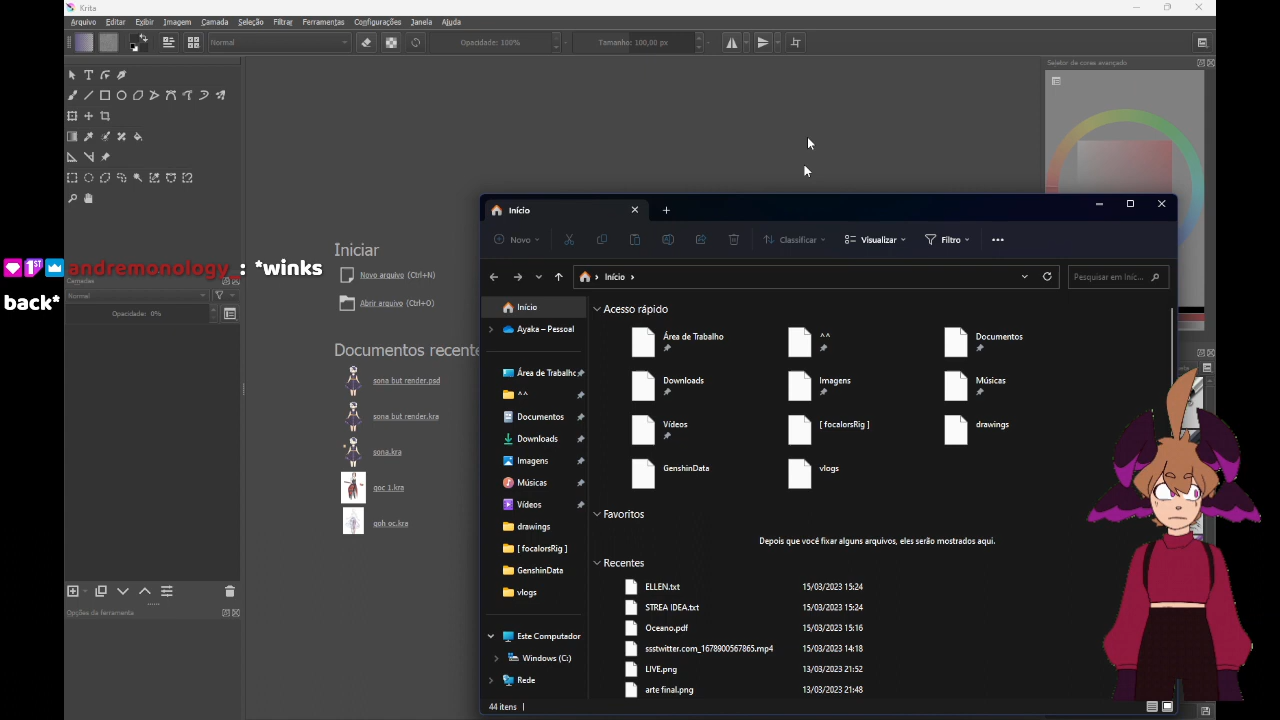 Krita
Arquivo Editar Exibir Imagem Camada Seleção Filtrar Ferramentas Configurações Janela Ajuda
Normal
Opacidade: 100%
Tamanho: 100,00 px
Seletor de cores avançado
Iniciar
Novo arquivo (Ctrl+N)
Abrir arquivo (Ctrl+O)
Documentos recente
sona but render.psd
sona but render.kra
sona.kra
goc 1.kra
andremonology : *winks
back*
Camadas
Normal
Opacidade: 0%
Opções da ferramenta
Início
Novo
Classificar
Visualizar
Filtro
Início
Pesquisar em Iníc...
Início
Ayaka – Pessoal
Área de Trabalho
^^
Documentos
Downloads
Imagens
Músicas
Vídeos
drawings
[ focalorsRig ]
GenshinData
vlogs
Este Computador
Windows (C:)
Rede
Acesso rápido
Área de Trabalho
^^
Documentos
Downloads
Imagens
Músicas
Vídeos
[ focalorsRig ]
drawings
GenshinData
vlogs
Favoritos
Depois que você fixar alguns arquivos, eles serão mostrados aqui.
Recentes
ELLEN.txt 15/03/2023 15:24
STREA IDEA.txt 15/03/2023 15:24
Oceano.pdf 15/03/2023 15:16
ssstwitter.com_1678900567865.mp4 15/03/2023 14:18
LIVE.png 13/03/2023 21:52
arte final.png 13/03/2023 21:48
44 itens